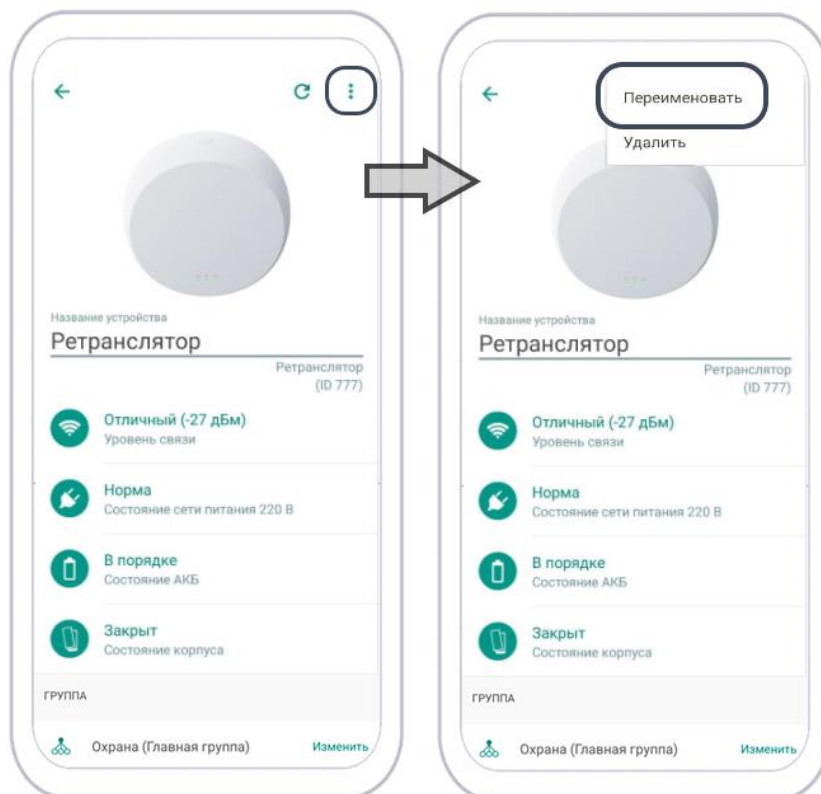 Название устройства
Ретранслятор
Ретранслятор
(ID 777)
Отличный (-27 дБм)
Уровень связи
Норма
Состояние сети питания 220 В
В порядке
Состояние АКБ
Закрыт
Состояние корпуса
ГРУППА
Охрана (Главная группа) Изменить
Переименовать
Удалить
Название устройства
Ретранслятор
Ретранслятор
(ID 777)
Отличный (-27 дБм)
Уровень связи
Норма
Состояние сети питания 220 В
В порядке
Состояние АКБ
Закрыт
Состояние корпуса
ГРУППА
Охрана (Главная группа) Изменить